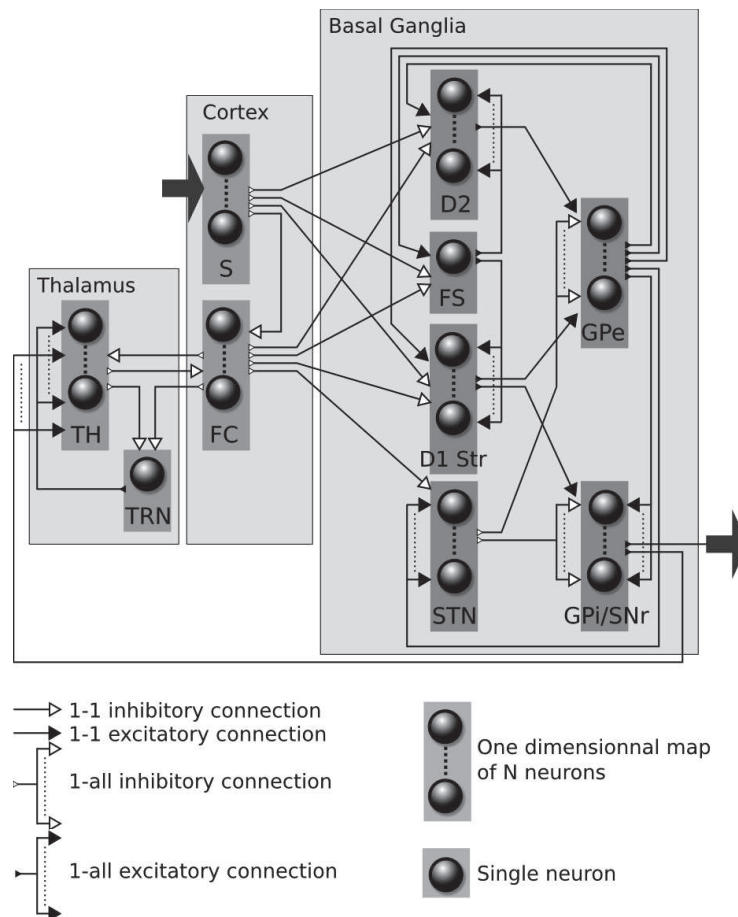 Basal Ganglia
Cortex
D2
S
FS
Thalamus
GPe
TH
FC
D1 Str
TRN
STN
GPi/SNr
1-1 inhibitory connection
1-1 excitatory connection
1-all inhibitory connection
1-all excitatory connection
One dimensionnal map
of N neurons
Single neuron